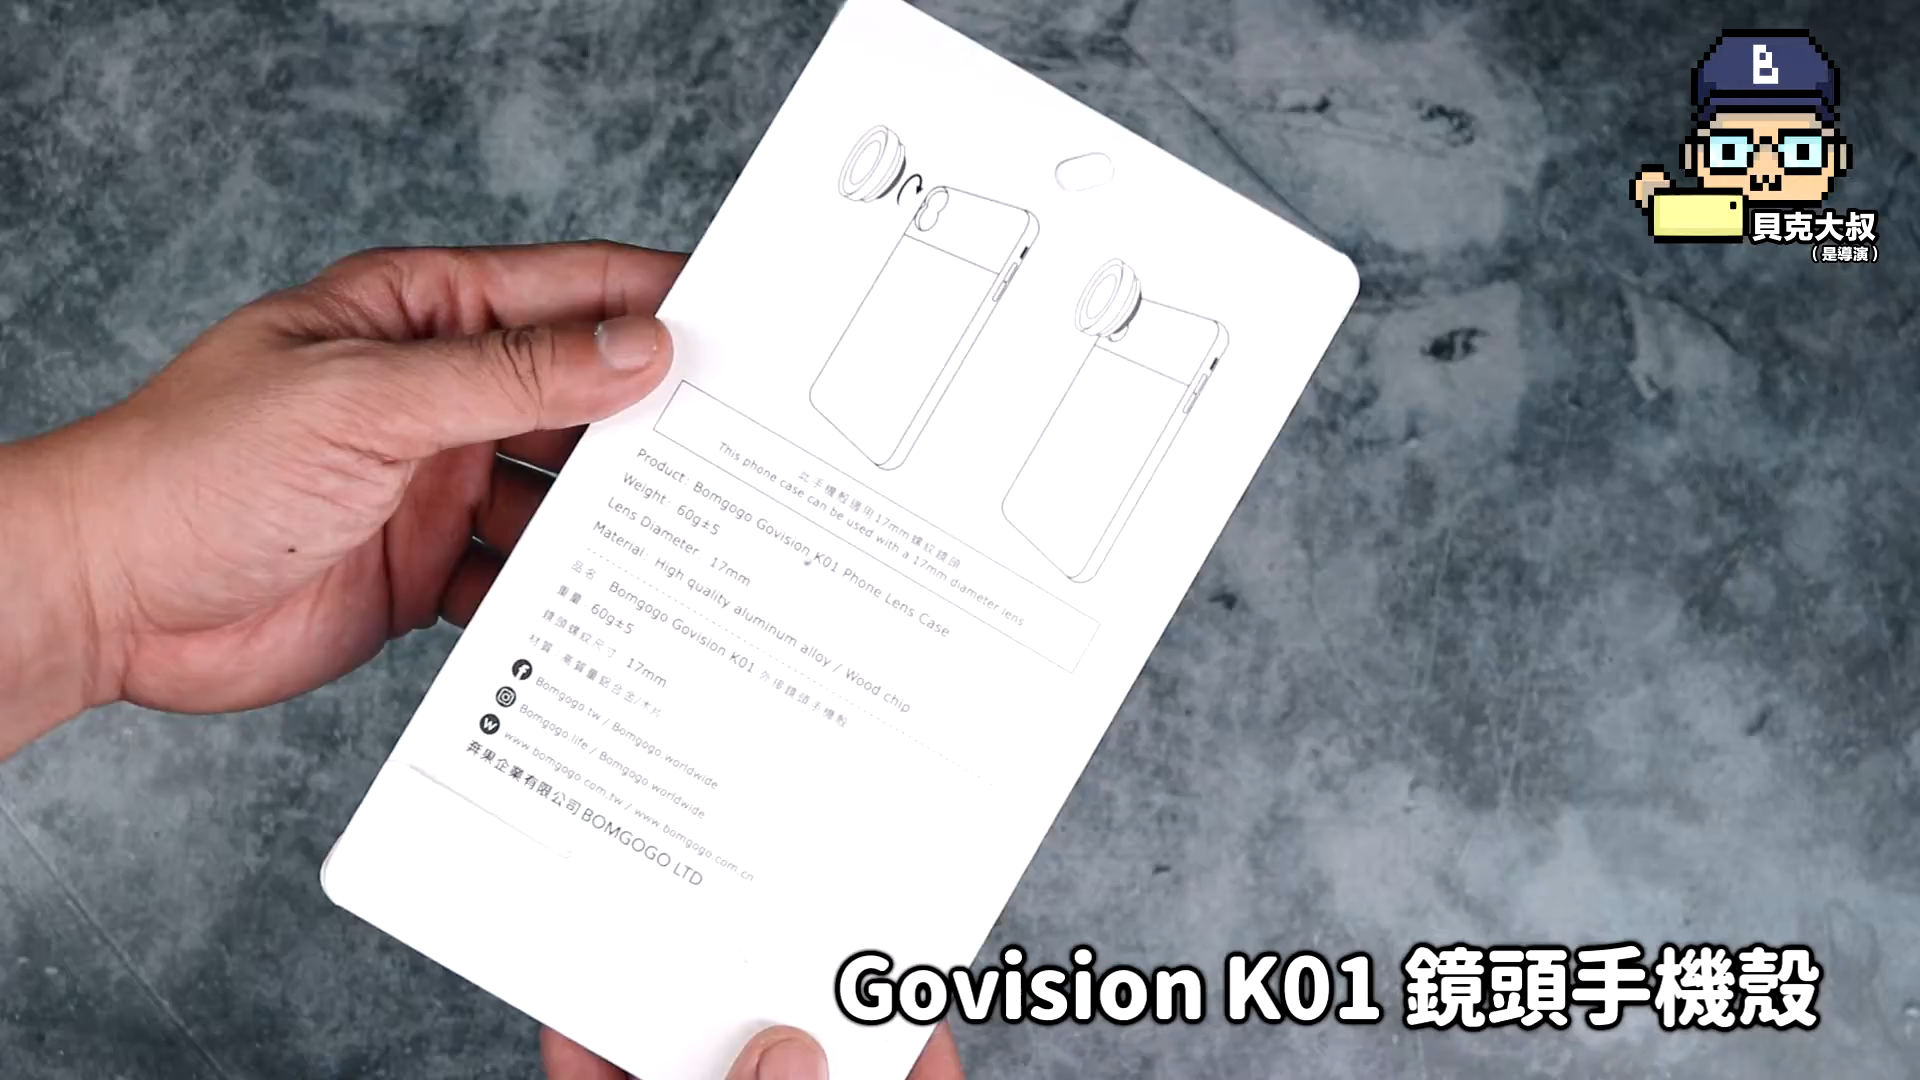 B
貝克大叔
(是導演)
此手機殼適用17mm螺紋鏡頭
This phone case can be used with a 17mm diameter lens
Product: Bomgogo Govision K01 Phone Lens Case
Weight: 60g±5
Lens Diameter: 17mm
Material: High quality aluminum alloy / Wood chip
品名: Bomgogo Govision K01 外接鏡頭手機殼
重量: 60g±5
鏡頭螺紋尺寸: 17mm
材質: 高質量鋁合金/木片
Bomgogo.tw / Bomgogo.worldwide
Bomgogo.life / Bomgogo worldwide
W www.bomgogo.com.tw / www.bomgogo.com.cn
奔果企業有限公司 BOMGOGO LTD
Govision K01 鏡頭手機殼